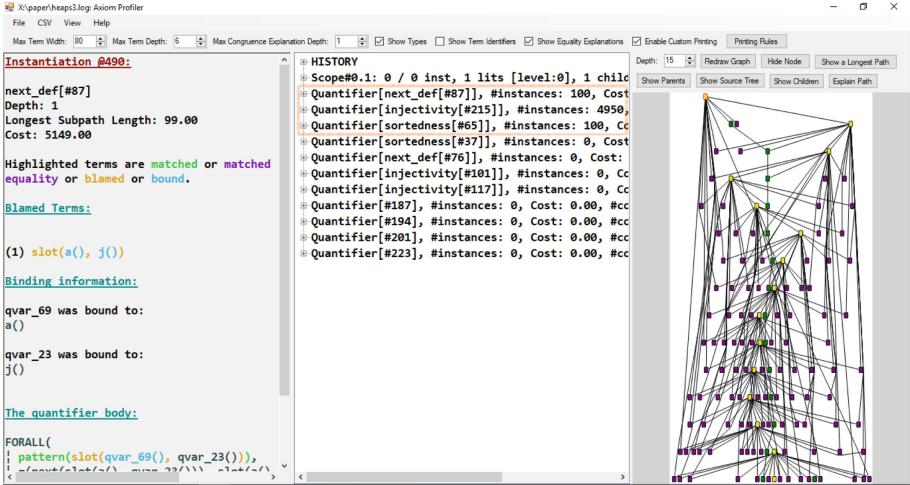 X:\paper\heaps3.log: Axiom Profiler
File CSV View Help
Max Term Width: 80 Max Term Depth: 6 Max Congruence Explanation Depth: 1 Show Types Show Term Identifiers Show Equality Explanations Enable Custom Printing Printing Rules
Instantiation @490:
next_def[#87]
Depth: 1
Longest Subpath Length: 99.00
Cost: 5149.00
Highlighted terms are matched or matched
equality or blamed or bound.
Blamed Terms:
(1) slot(a(), j())
Binding information:
qvar_69 was bound to:
a()
qvar_23 was bound to:
j()
The quantifier body:
FORALL(
pattern(slot(qvar_69(), qvar_23())),
HISTORY
Scope#0.1: 0 / 0 inst, 1 lits [level:0], 1 child
Quantifier[next_def[#87]], #instances: 100, Cost
Quantifier[injectivity[#215]], #instances: 4950,
Quantifier[sortedness[#65]], #instances: 100, Co
Quantifier[sortedness[#37]], #instances: 0, Cost
Quantifier[next_def[#76]], #instances: 0, Cost:
Quantifier[injectivity[#101]], #instances: 0, Co
Quantifier[injectivity[#117]], #instances: 0, Co
Quantifier[#187], #instances: 0, Cost: 0.00, #co
Quantifier[#194], #instances: 0, Cost: 0.00, #co
Quantifier[#201], #instances: 0, Cost: 0.00, #co
Quantifier[#223], #instances: 0, Cost: 0.00, #co
Depth: 15 Redraw Graph Hide Node Show a Longest Path
Show Parents Show Source Tree Show Children Explain Path